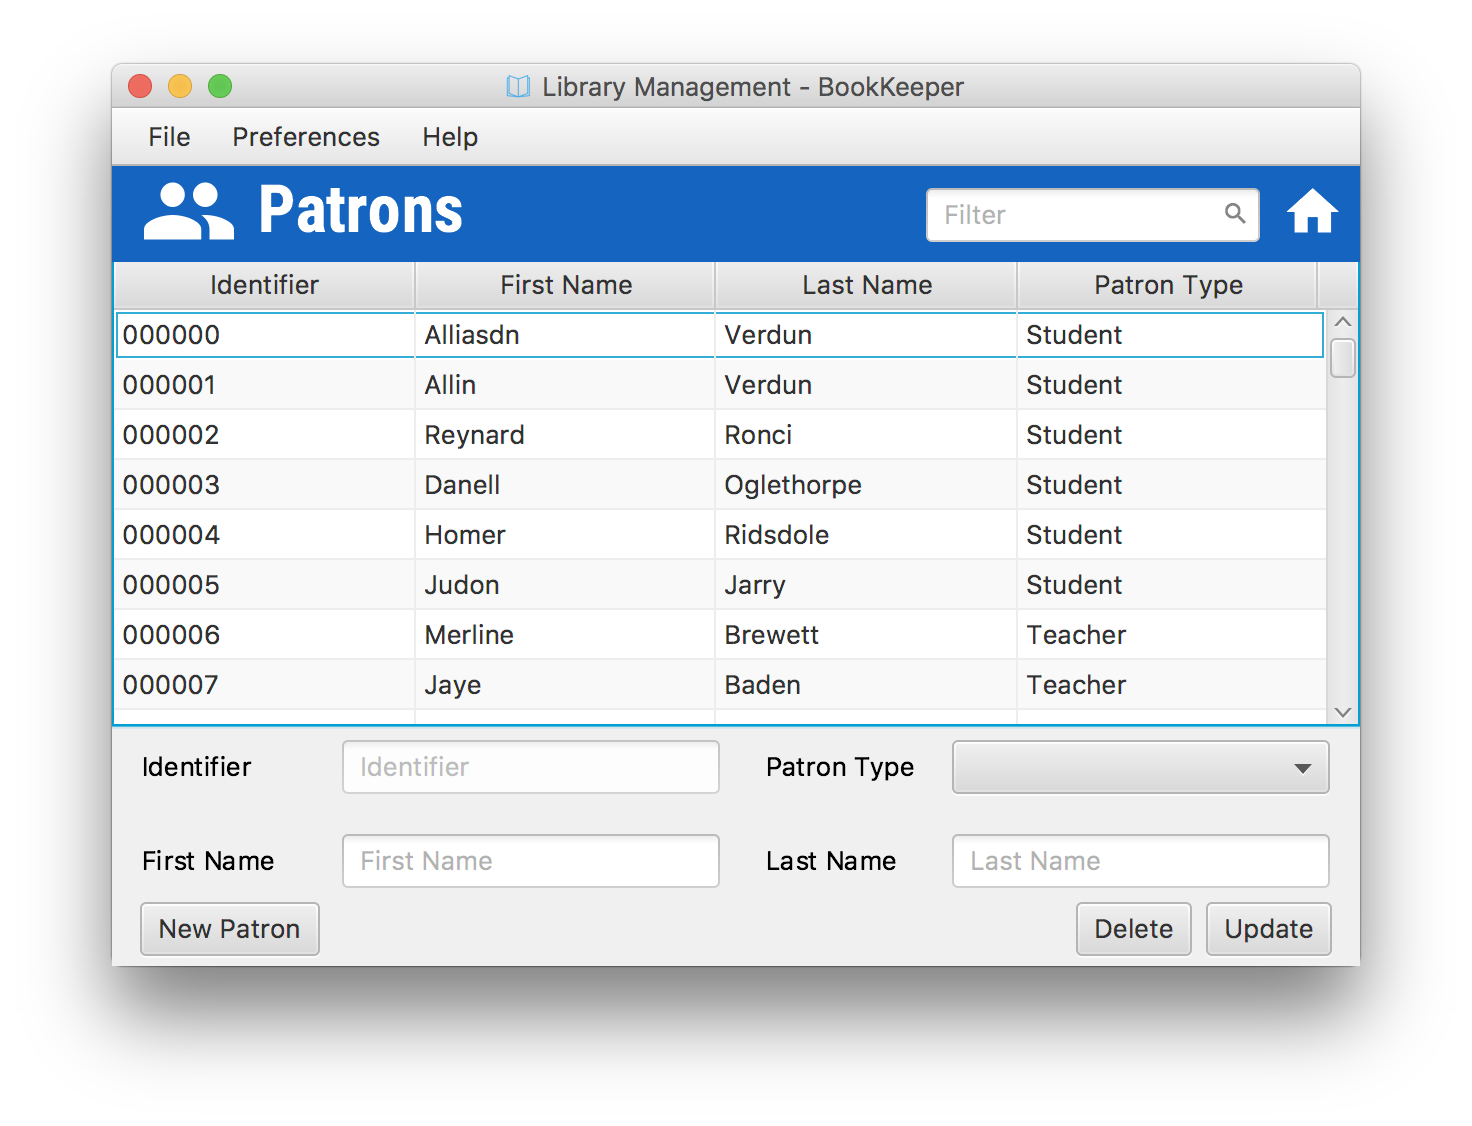 Library Management - BookKeeper
File Preferences Help
Patrons Filter
Identifier First Name Last Name Patron Type
000000 Alliasdn Verdun Student
000001 Allin Verdun Student
000002 Reynard Ronci Student
000003 Danell Oglethorpe Student
000004 Homer Ridsdole Student
000005 Judon Jarry Student
000006 Merline Brewett Teacher
000007 Jaye Baden Teacher
Identifier Identifier Patron Type
First Name First Name Last Name Last Name
New Patron Delete Update